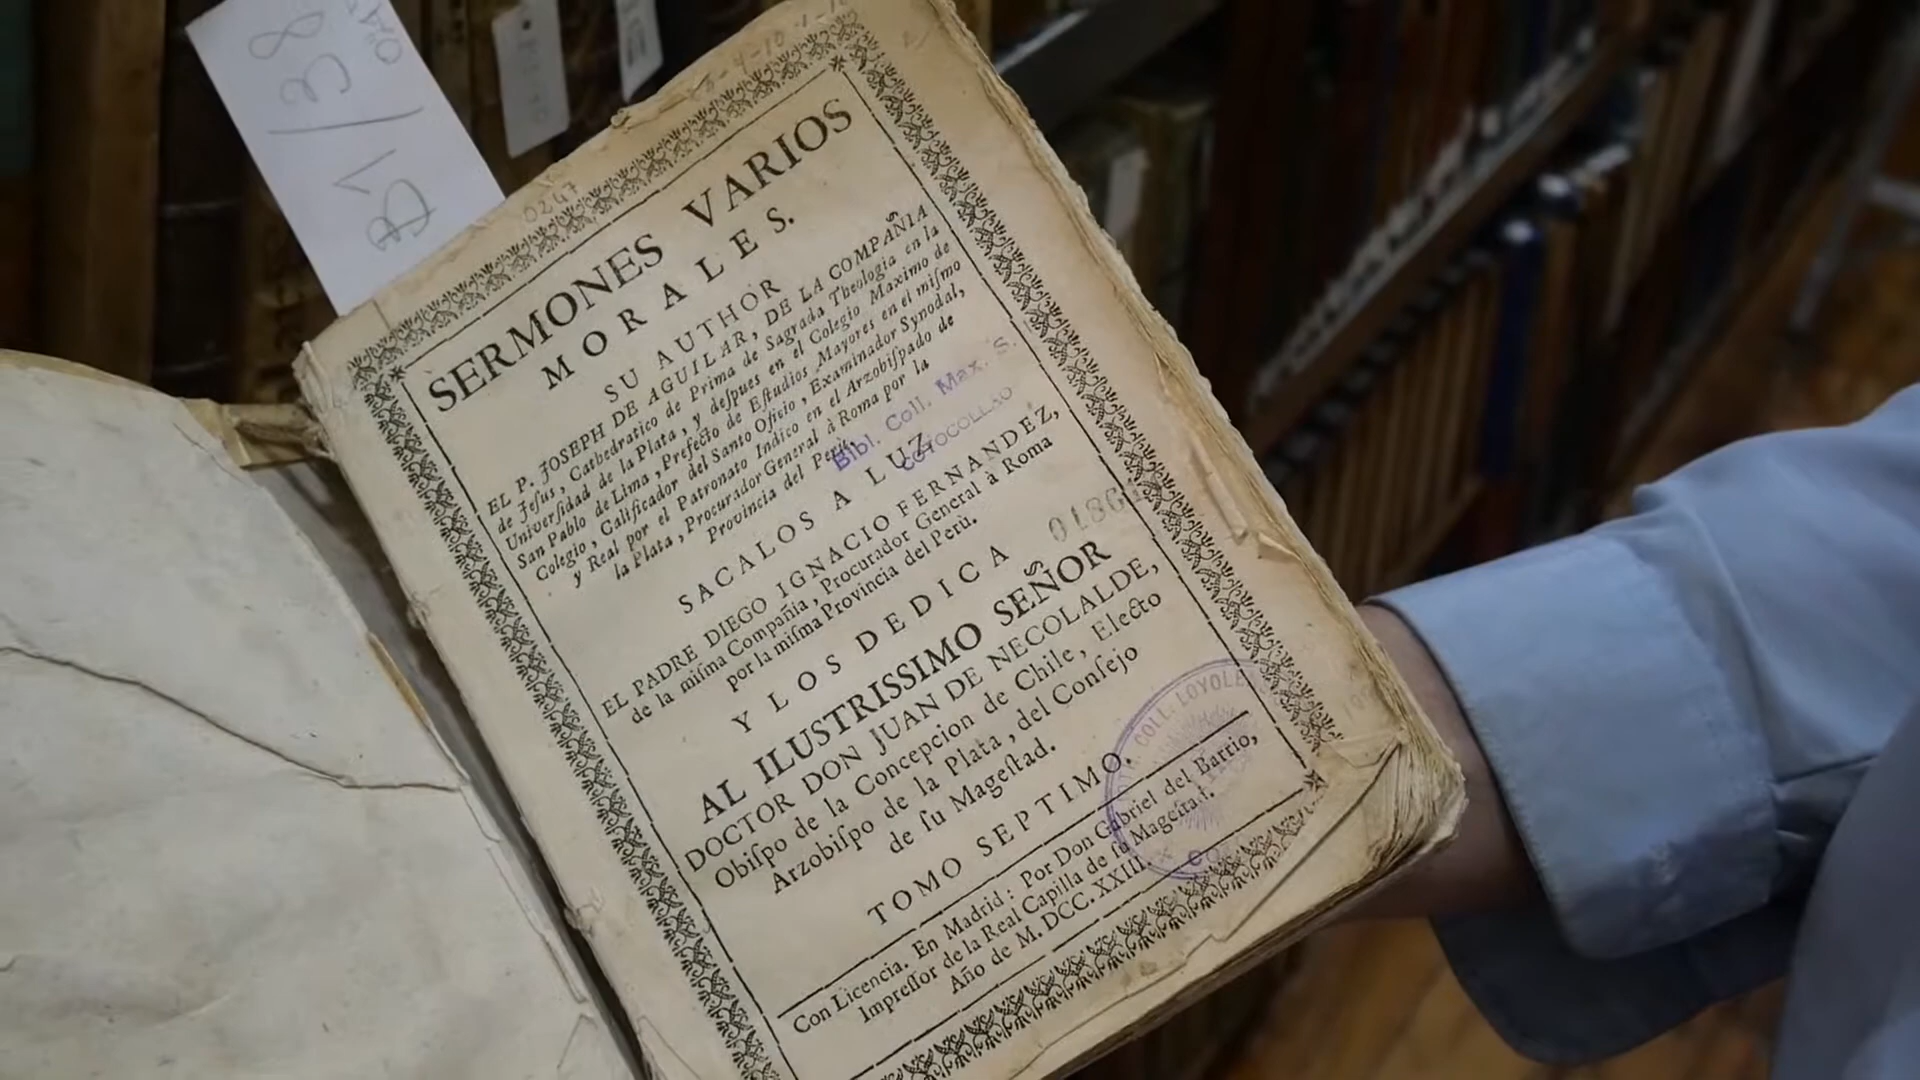 B1/38
0247
SERMONES VARIOS
MORALES.
SU AUTHOR
EL P. JOSEPH DE AGUILAR, DE LA COMPAÑIA
de Jeſus, Cathedratico de Prima de Sagrada Theologia en la
Univerſidad de la Plata, y deſpues en el Colegio Maximo de
San Pablo de Lima, Prefecto de Eſtudios Mayores en el miſmo
Colegio, Calificador del Santo Oficio, Examinador Synodal,
y Real por el Patronato Indico en el Arzobiſpado de
la Plata, Procurador General à Roma por la
Provincia del Perù.
Bibl. Coll. Max. S.
COTOCOLLAO
SACALOS A LUZ
EL PADRE DIEGO IGNACIO FERNANDEZ,
de la miſma Compañia, Procurador General à Roma
por la miſma Provincia del Perù.
Y LOS DEDICA
AL ILUSTRISSIMO SEÑOR
DOCTOR DON JUAN DE NECOLALDE,
Obiſpo de la Concepcion de Chile, Electo
Arzobiſpo de la Plata, del Conſejo
de ſu Mageſtad.
TOMO SEPTIMO.
COLL. LOYOLE
Con Licencia. En Madrid: Por Don Gabriel del Barrio,
Impreſſor de la Real Capilla de ſu Mageſtad.
Año de M.DCC.XXIII.